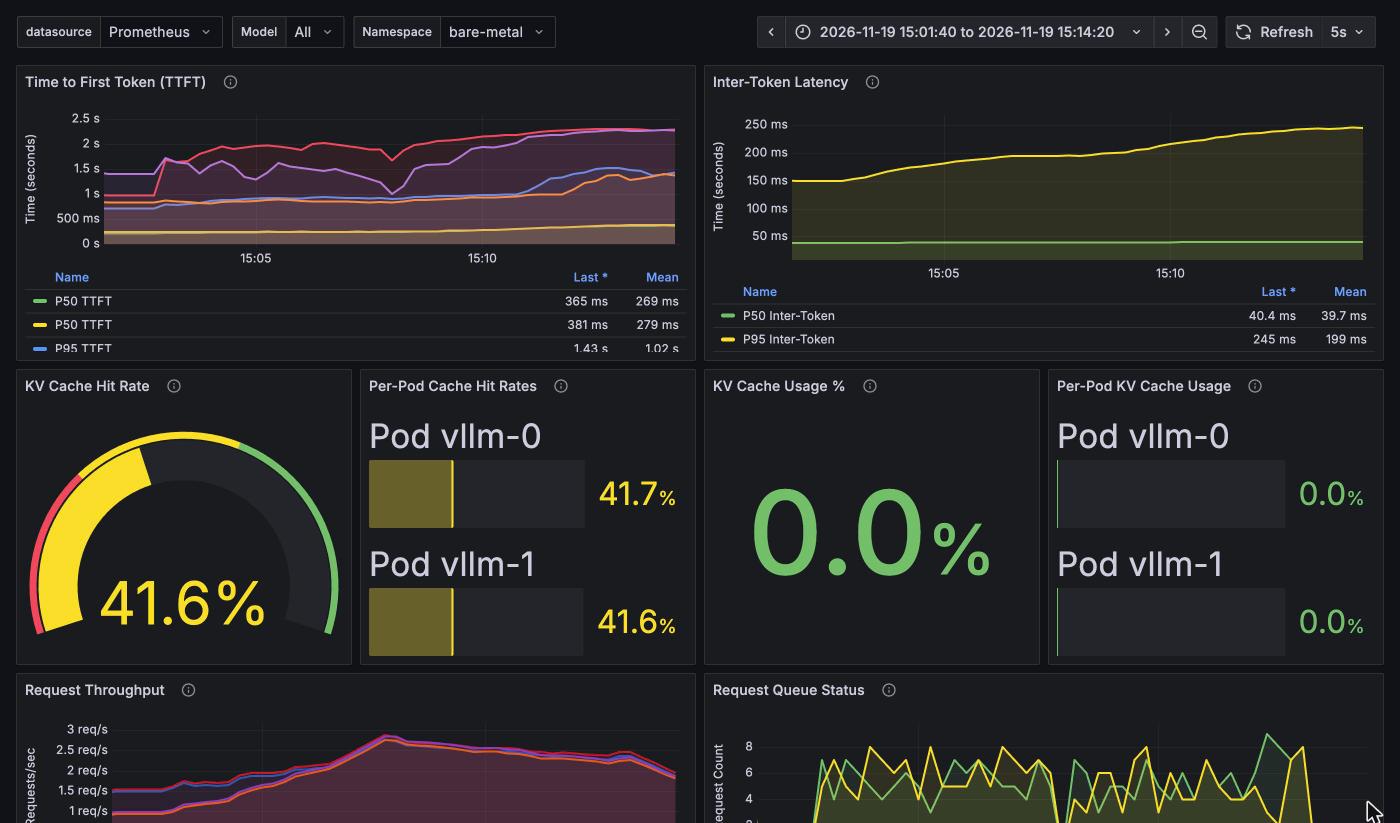 datasource Prometheus Model All Namespace bare-metal 2026-11-19 15:01:40 to 2026-11-19 15:14:20 Refresh 5s
Time to First Token (TTFT)
Time (seconds)
2.5 s
2 s
1.5 s
1 s
500 ms
0 s
15:05 15:10
Name Last * Mean
P50 TTFT 365 ms 269 ms
P50 TTFT 381 ms 279 ms
P95 TTFT 1.43 s 1.02 s
Inter-Token Latency
Time (seconds)
250 ms
200 ms
150 ms
100 ms
50 ms
15:05 15:10
Name Last * Mean
P50 Inter-Token 40.4 ms 39.7 ms
P95 Inter-Token 245 ms 199 ms
KV Cache Hit Rate
41.6%
Per-Pod Cache Hit Rates
Pod vllm-0
41.7%
Pod vllm-1
41.6%
KV Cache Usage %
0.0%
Per-Pod KV Cache Usage
Pod vllm-0
0.0%
Pod vllm-1
0.0%
Request Throughput
Requests/sec
3 req/s
2.5 req/s
2 req/s
1.5 req/s
1 req/s
Request Queue Status
Request Count
8
6
4